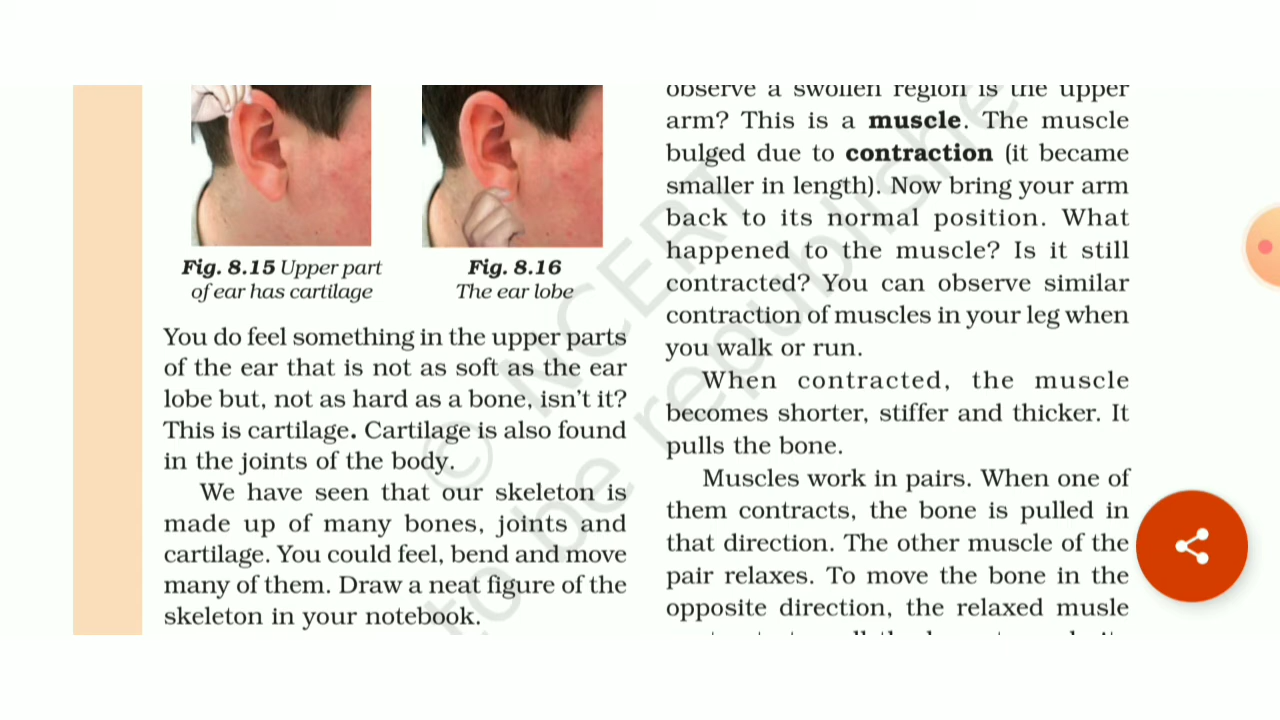 Fig. 8.15 Upper part
of ear has cartilage
Fig. 8.16
The ear lobe
You do feel something in the upper parts
of the ear that is not as soft as the ear
lobe but, not as hard as a bone, isn't it?
This is cartilage. Cartilage is also found
in the joints of the body.
We have seen that our skeleton is
made up of many bones, joints and
cartilage. You could feel, bend and move
many of them. Draw a neat figure of the
skeleton in your notebook.
observe a swollen region is the upper
arm? This is a muscle. The muscle
bulged due to contraction (it became
smaller in length). Now bring your arm
back to its normal position. What
happened to the muscle? Is it still
contracted? You can observe similar
contraction of muscles in your leg when
you walk or run.
When contracted, the muscle
becomes shorter, stiffer and thicker. It
pulls the bone.
Muscles work in pairs. When one of
them contracts, the bone is pulled in
that direction. The other muscle of the
pair relaxes. To move the bone in the
opposite direction, the relaxed musle
© NCERT
to be republishe